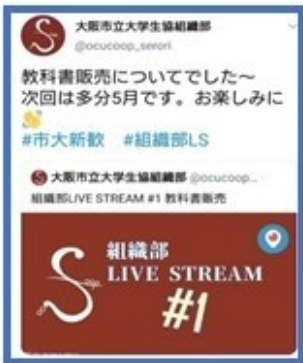 大阪市立大学生協組織部
@ocucoop_serori
教科書販売についてでした～
次回は多分5月です。お楽しみに
#市大新歓 #組織部LS
大阪市立大学生協組織部 @ocucoop_...
組織部LIVE STREAM #1 教科書販売
組織部
LIVE STREAM
#1